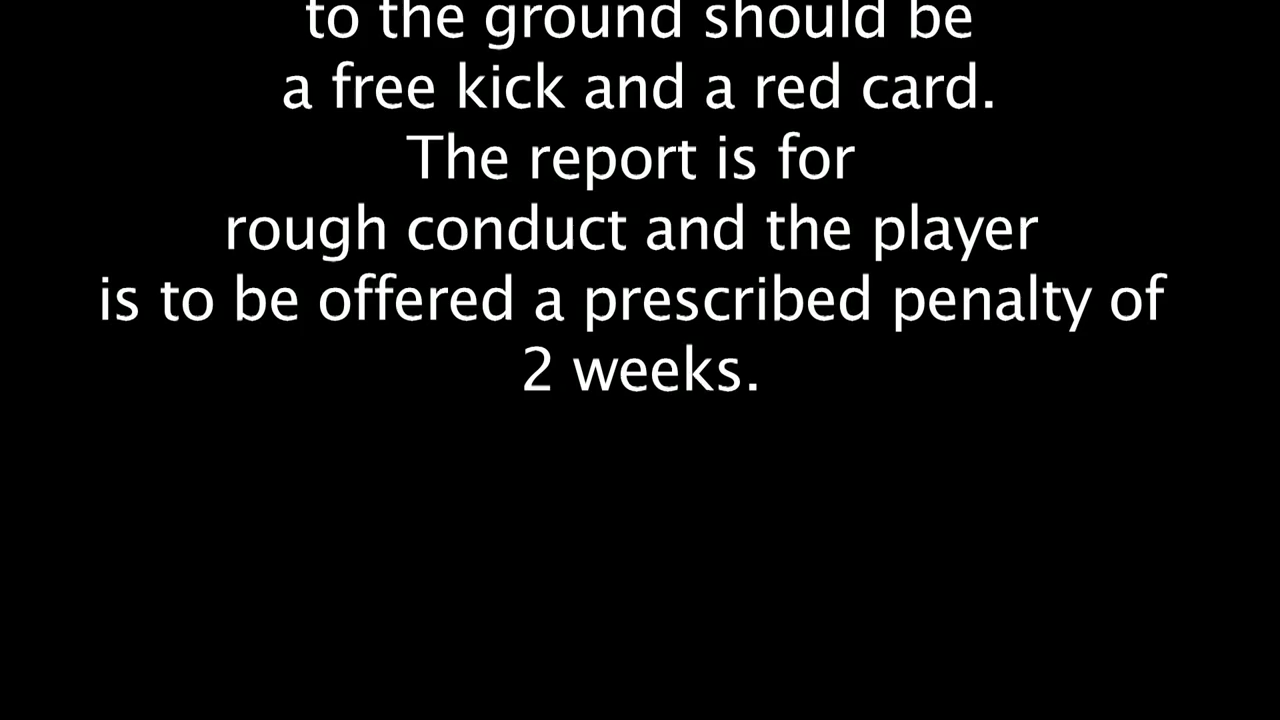 to the ground should be
a free kick and a red card.
The report is for
rough conduct and the player
is to be offered a prescribed penalty of
2 weeks.